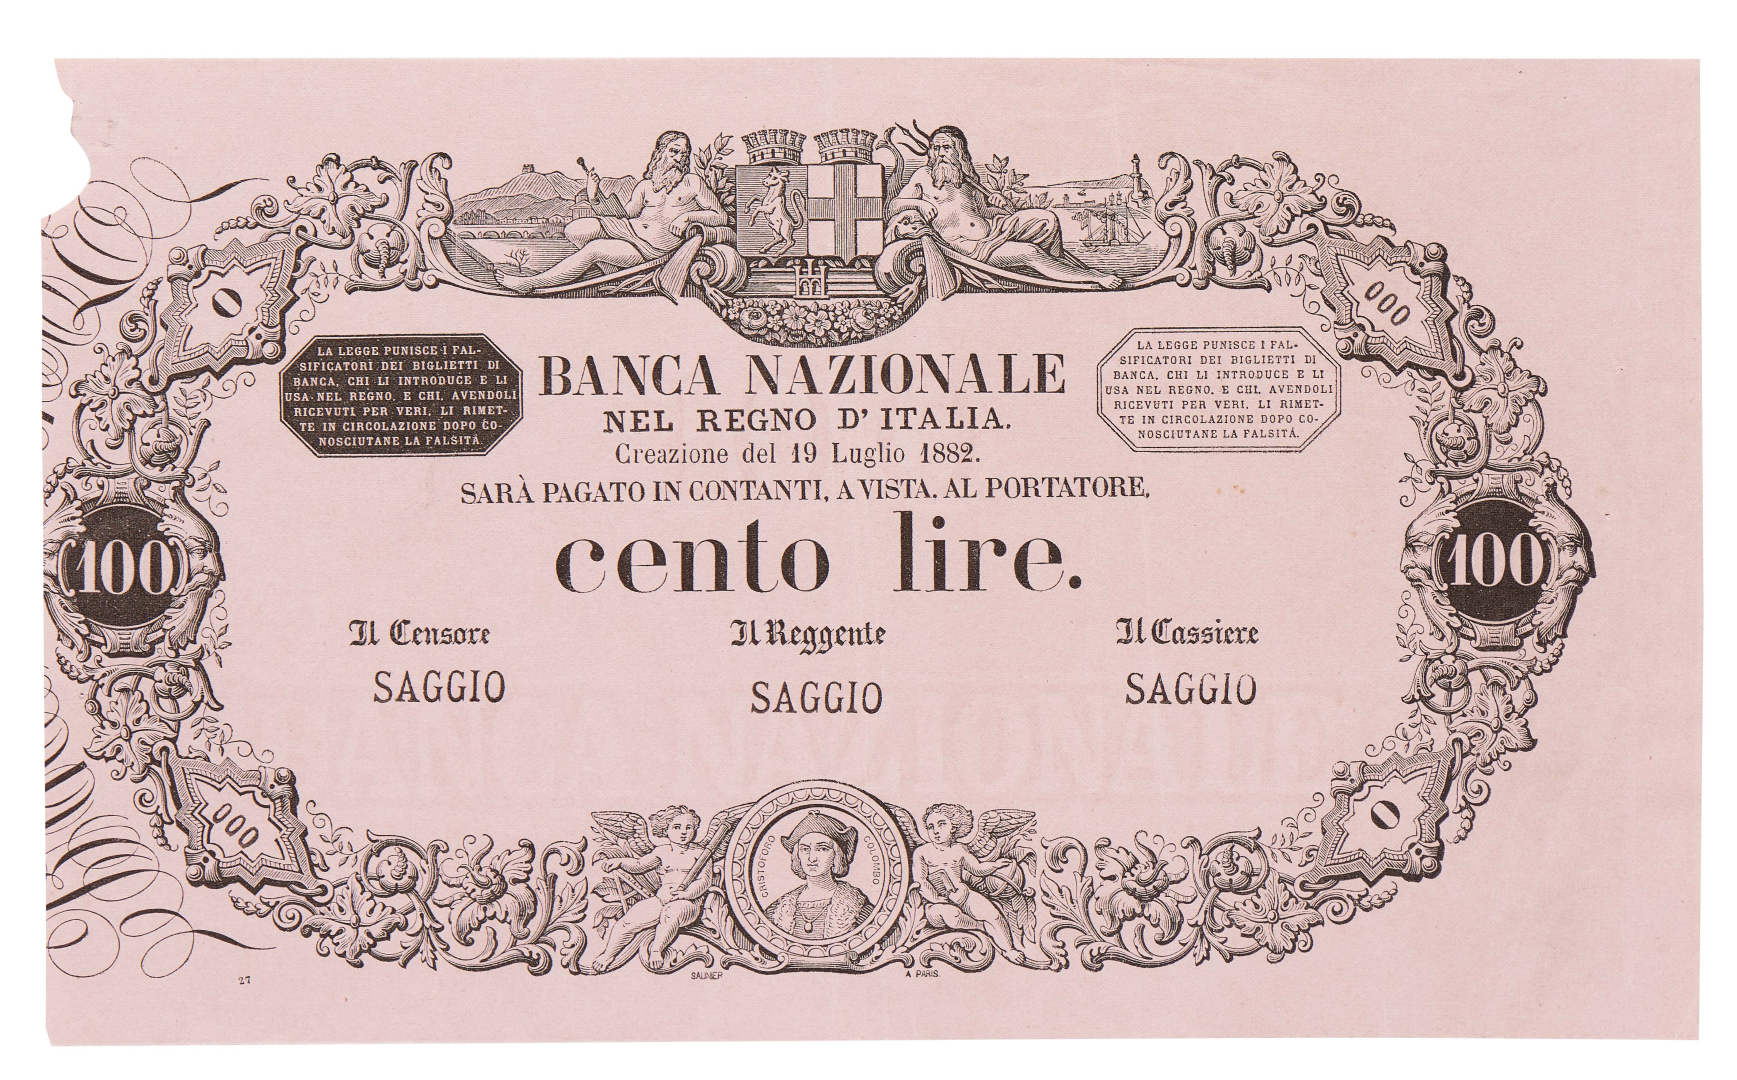 0
000
LA LEGGE PUNISCE I FAL-
SIFICATORI DEI BIGLIETTI DI
BANCA, CHI LI INTRODUCE E LI
USA NEL REGNO, E CHI, AVENDOLI
RICEVUTI PER VERI, LI RIMET-
TE IN CIRCOLAZIONE DOPO CO-
NOSCIUTANE LA FALSITÀ
BANCA NAZIONALE
NEL REGNO D' ITALIA.
Creazione del 19 Luglio 1882.
LA LEGGE PUNISCE I FAL-
SIFICATORI DEI BIGLIETTI DI
BANCA, CHI LI INTRODUCE E LI
USA NEL REGNO, E CHI, AVENDOLI
RICEVUTI PER VERI, LI RIMET-
TE IN CIRCOLAZIONE DOPO CO-
NOSCIUTANE LA FALSITÀ.
SARÀ PAGATO IN CONTANTI, A VISTA. AL PORTATORE,
100
cento lire.
100
Il Censore
Il Reggente
Il Cassiere
SAGGIO
SAGGIO
SAGGIO
000
0
CRISTOFORO COLOMBO
SAUNIER
A PARIS.
27